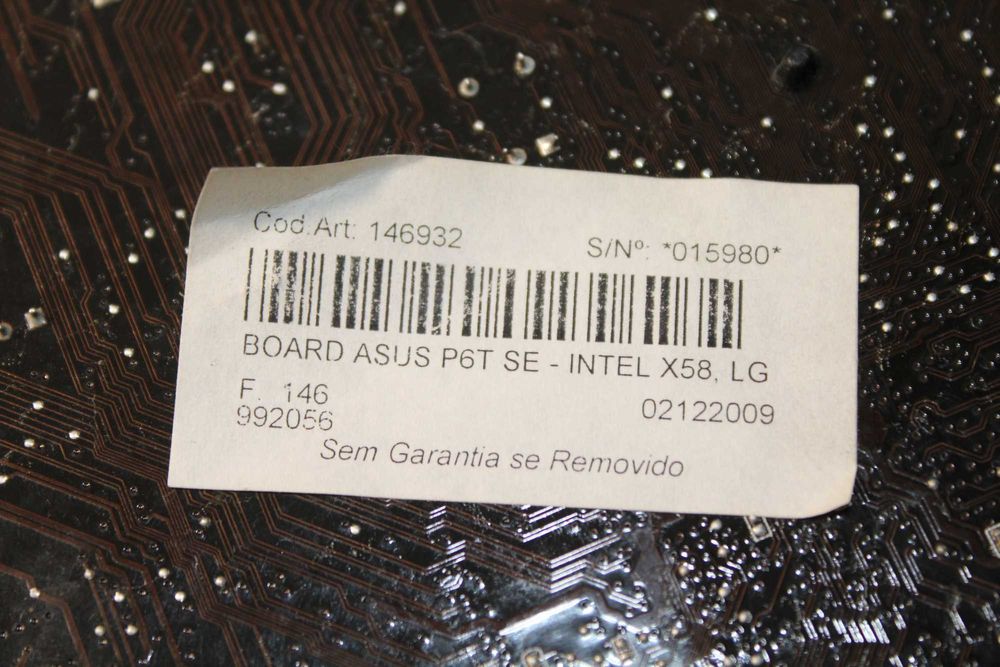 Cod.Art: 146932 S/Nº: *015980*
BOARD ASUS P6T SE - INTEL X58, LG
F. 146
992056 02122009
Sem Garantia se Removido